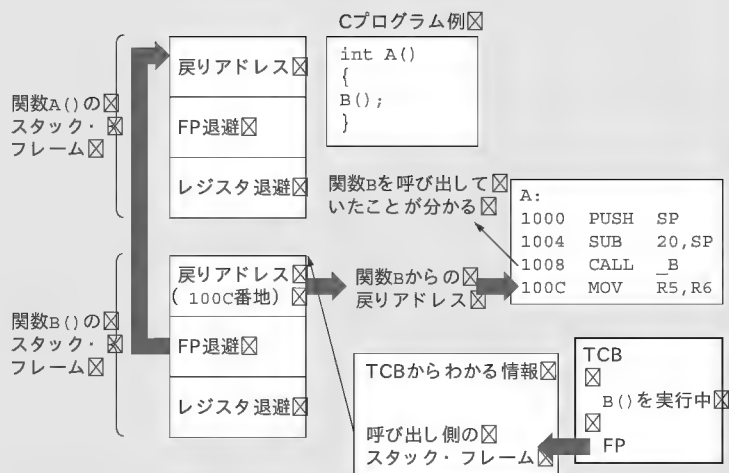 Cプログラム例
int A()
{
B();
}
関数A()の
スタック・
フレーム
戻りアドレス
FP退避
レジスタ退避
関数Bを呼び出して
いたことが分かる
A:
1000 PUSH SP
1004 SUB 20,SP
1008 CALL _B
100C MOV R5,R6
関数B()の
スタック・
フレーム
戻りアドレス
( 100C番地)
FP退避
レジスタ退避
関数Bからの
戻りアドレス
TCBからわかる情報
呼び出し側の
スタック・フレーム
TCB
B()を実行中
FP